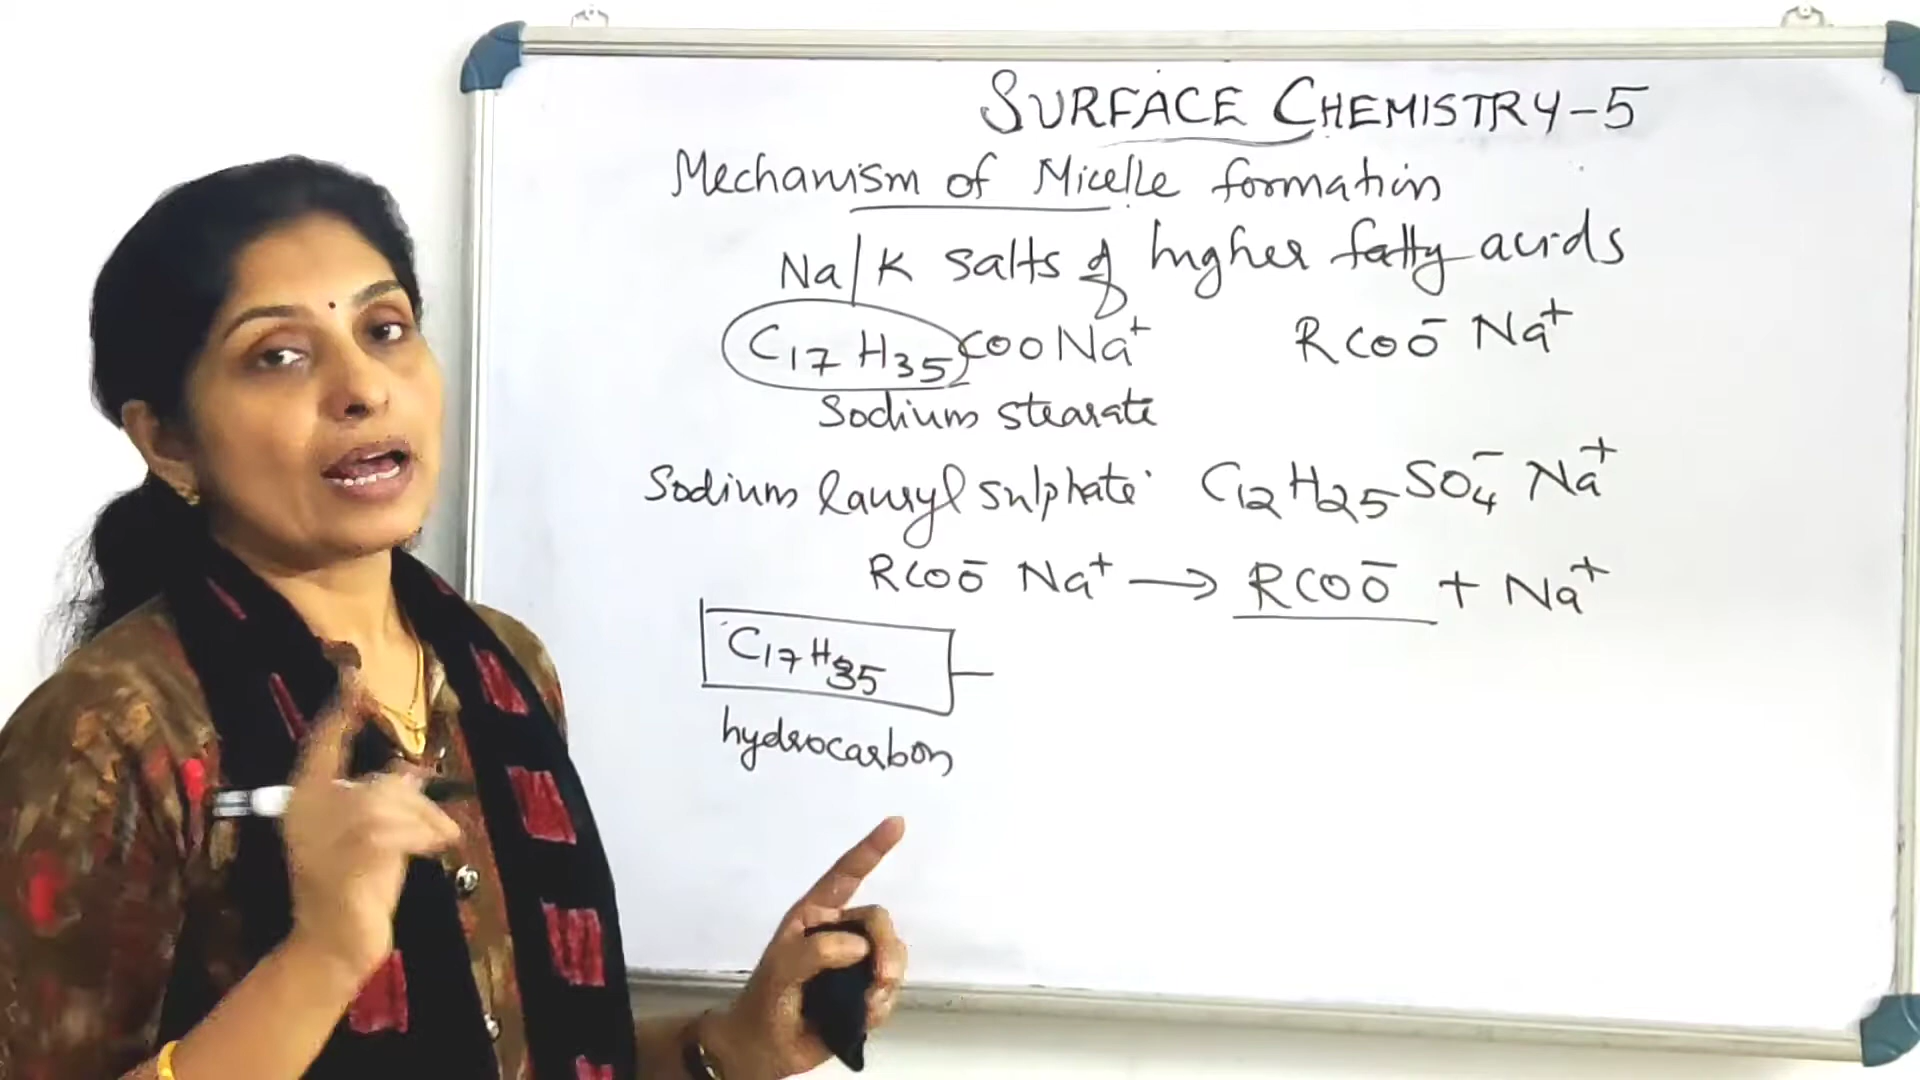 SURFACE CHEMISTRY-5
Mechanism of Micelle formation
Na/K salts of higher fatty acids
C₁₇H₃₅COONa⁺ RCOO⁻ Na⁺
Sodium stearate
Sodium lauryl sulphate C₁₂H₂₅SO₄⁻ Na⁺
RCOO⁻ Na⁺ → RCOO⁻ + Na⁺
C₁₇H₃₅
hydrocarbon